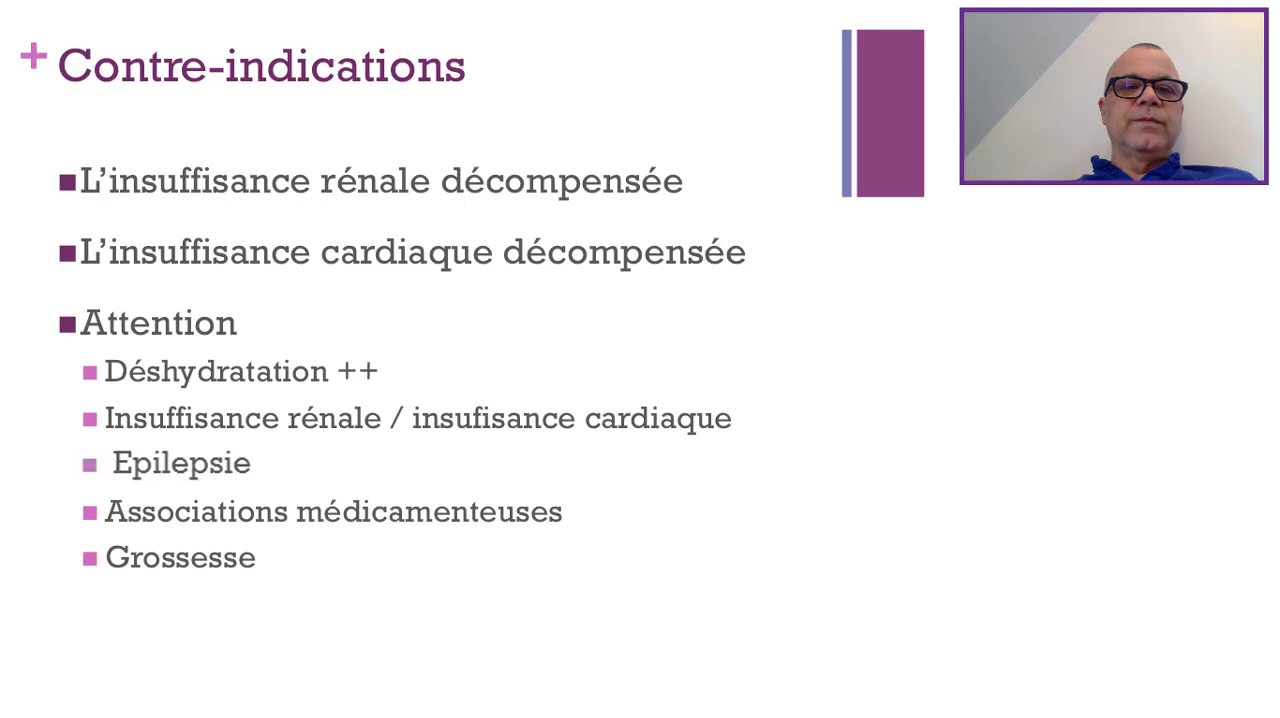 + Contre-indications
L'insuffisance rénale décompensée
L'insuffisance cardiaque décompensée
Attention
Déshydratation ++
Insuffisance rénale / insufisance cardiaque
Epilepsie
Associations médicamenteuses
Grossesse